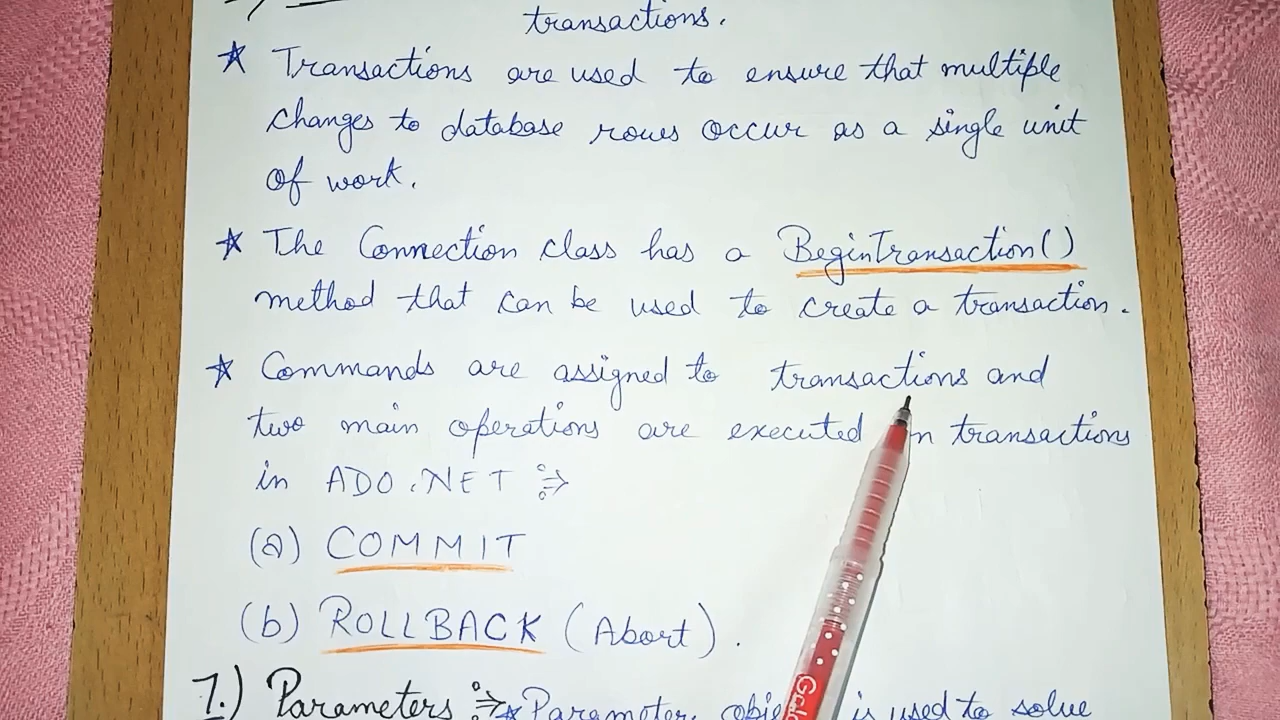 transactions.
☆ Transactions are used to ensure that multiple
changes to database rows occur as a single unit
of work.
☆ The Connection class has a BeginTransaction()
method that can be used to create a transaction.
☆ Commands are assigned to transactions and
two main operations are executed in transactions
in ADO.NET :⇒
(a) COMMIT
(b) ROLLBACK (Abort).
7.) Parameters :⇒ ☆ Parameter is used to solve